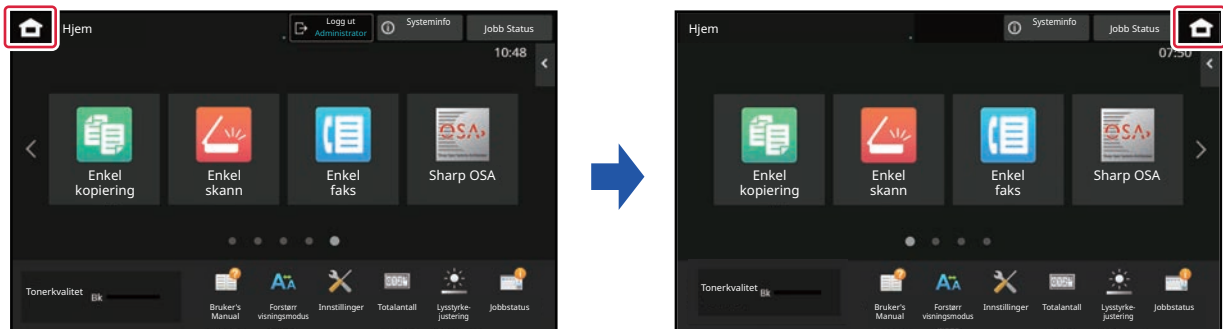 Hjem
Logg ut
Administrator
Systeminfo
Jobb Status
10:48
Enkel
kopiering
Enkel
skann
Enkel
faks
OSA
Sharp OSA
Tonerkvalitet
Bk
Bruker's
Manual
Forstørr
visningsmodus
Innstillinger
Totalantall
Lysstyrke-
justering
Jobbstatus
Hjem
Systeminfo
Jobb Status
07:50
Enkel
kopiering
Enkel
skann
Enkel
faks
OSA
Sharp OSA
Tonerkvalitet
Bk
Bruker's
Manual
Forstørr
visningsmodus
Innstillinger
Totalantall
Lysstyrke-
justering
Jobbstatus